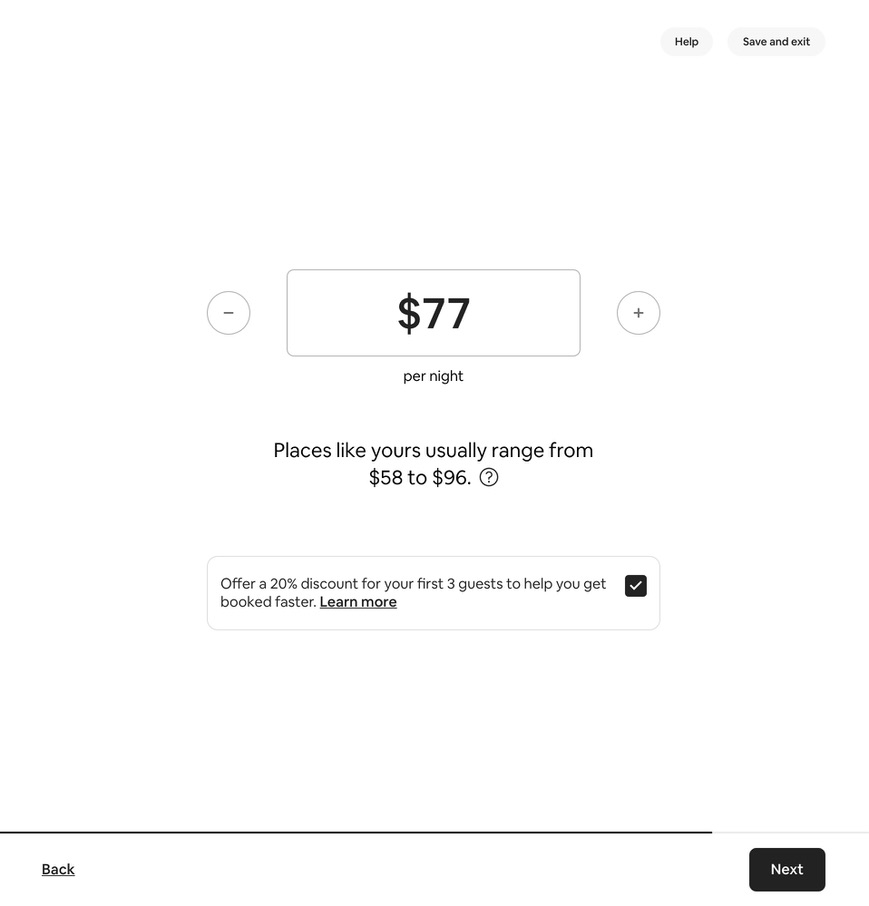 Help
Save and exit
−
$77
+
per night
Places like yours usually range from
$58 to $96. ?
Offer a 20% discount for your first 3 guests to help you get
booked faster. Learn more
Back
Next